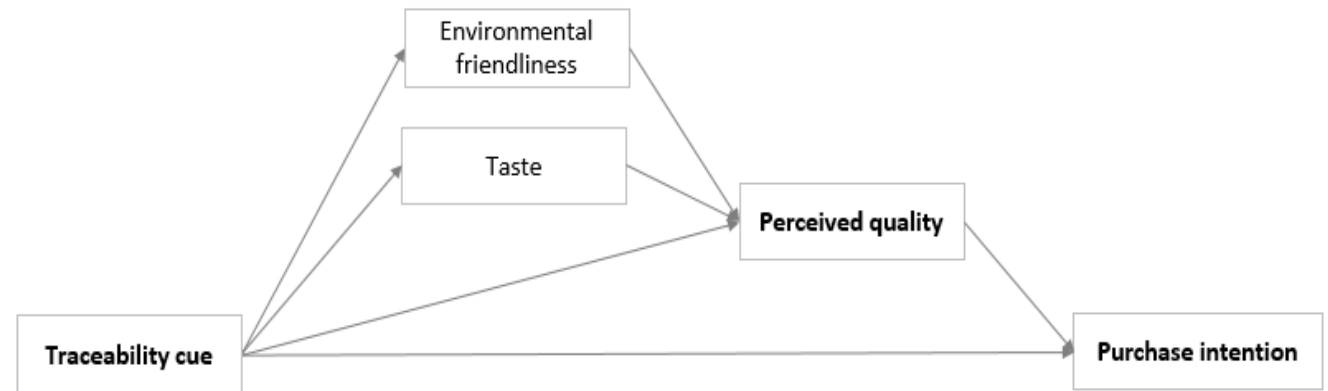 Environmental
friendliness
Taste
Perceived quality
Traceability cue
Purchase intention